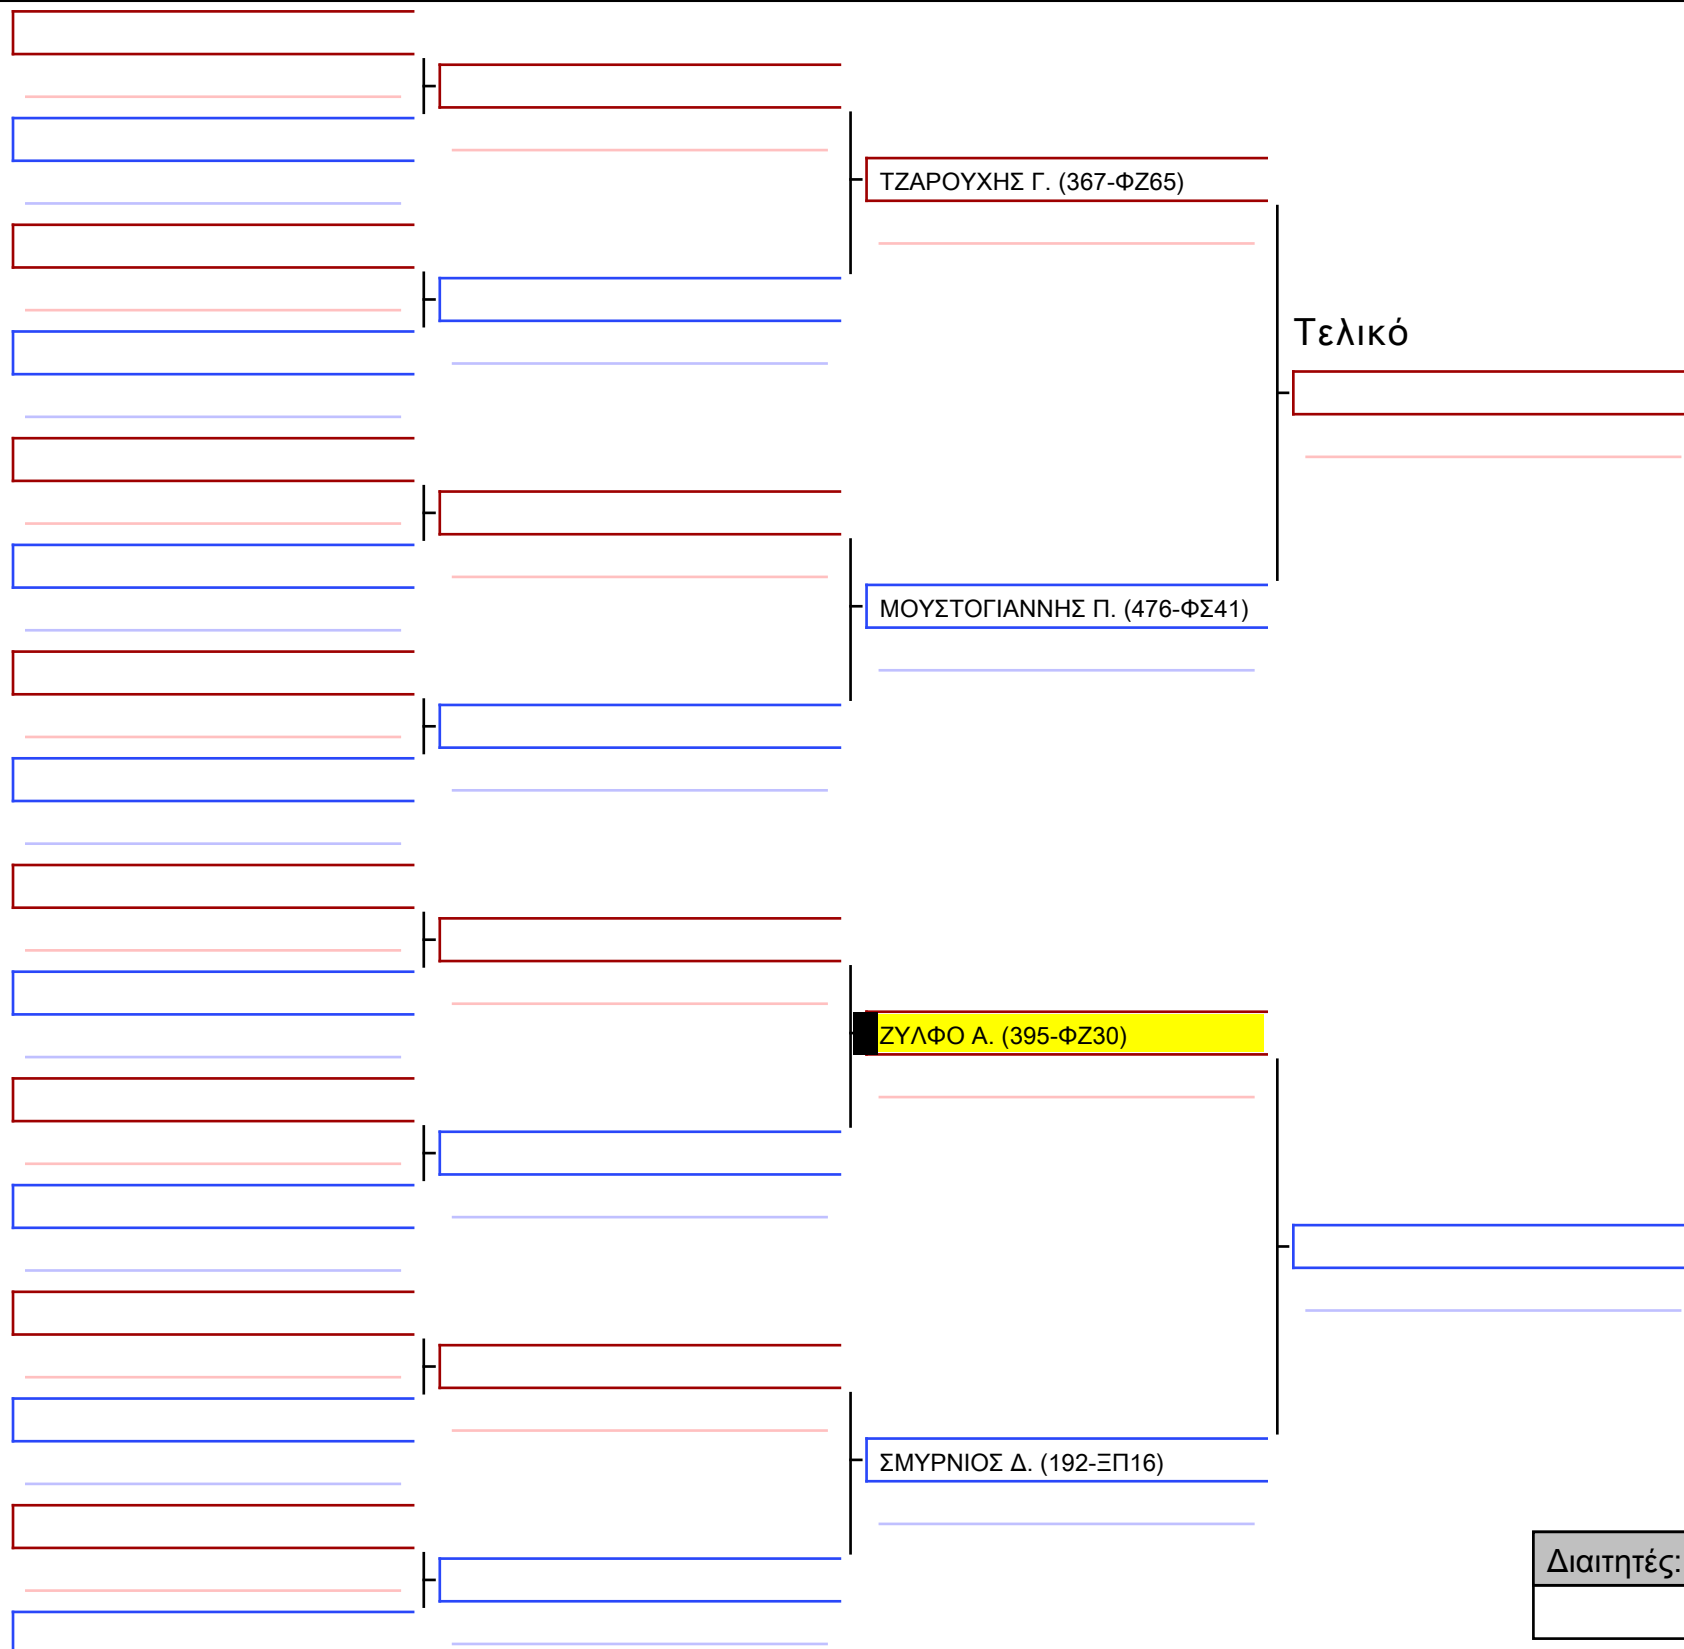 ΤΖΑΡΟΥΧΗΣ Γ. (367-ΦΖ65)
Τελικό
ΜΟΥΣΤΟΓΙΑΝΝΗΣ Π. (476-ΦΣ41)
ΖΥΛΦΟ Α. (395-ΦΖ30)
ΣΜΥΡΝΙΟΣ Δ. (192-ΞΠ16)
Διαιτητές: